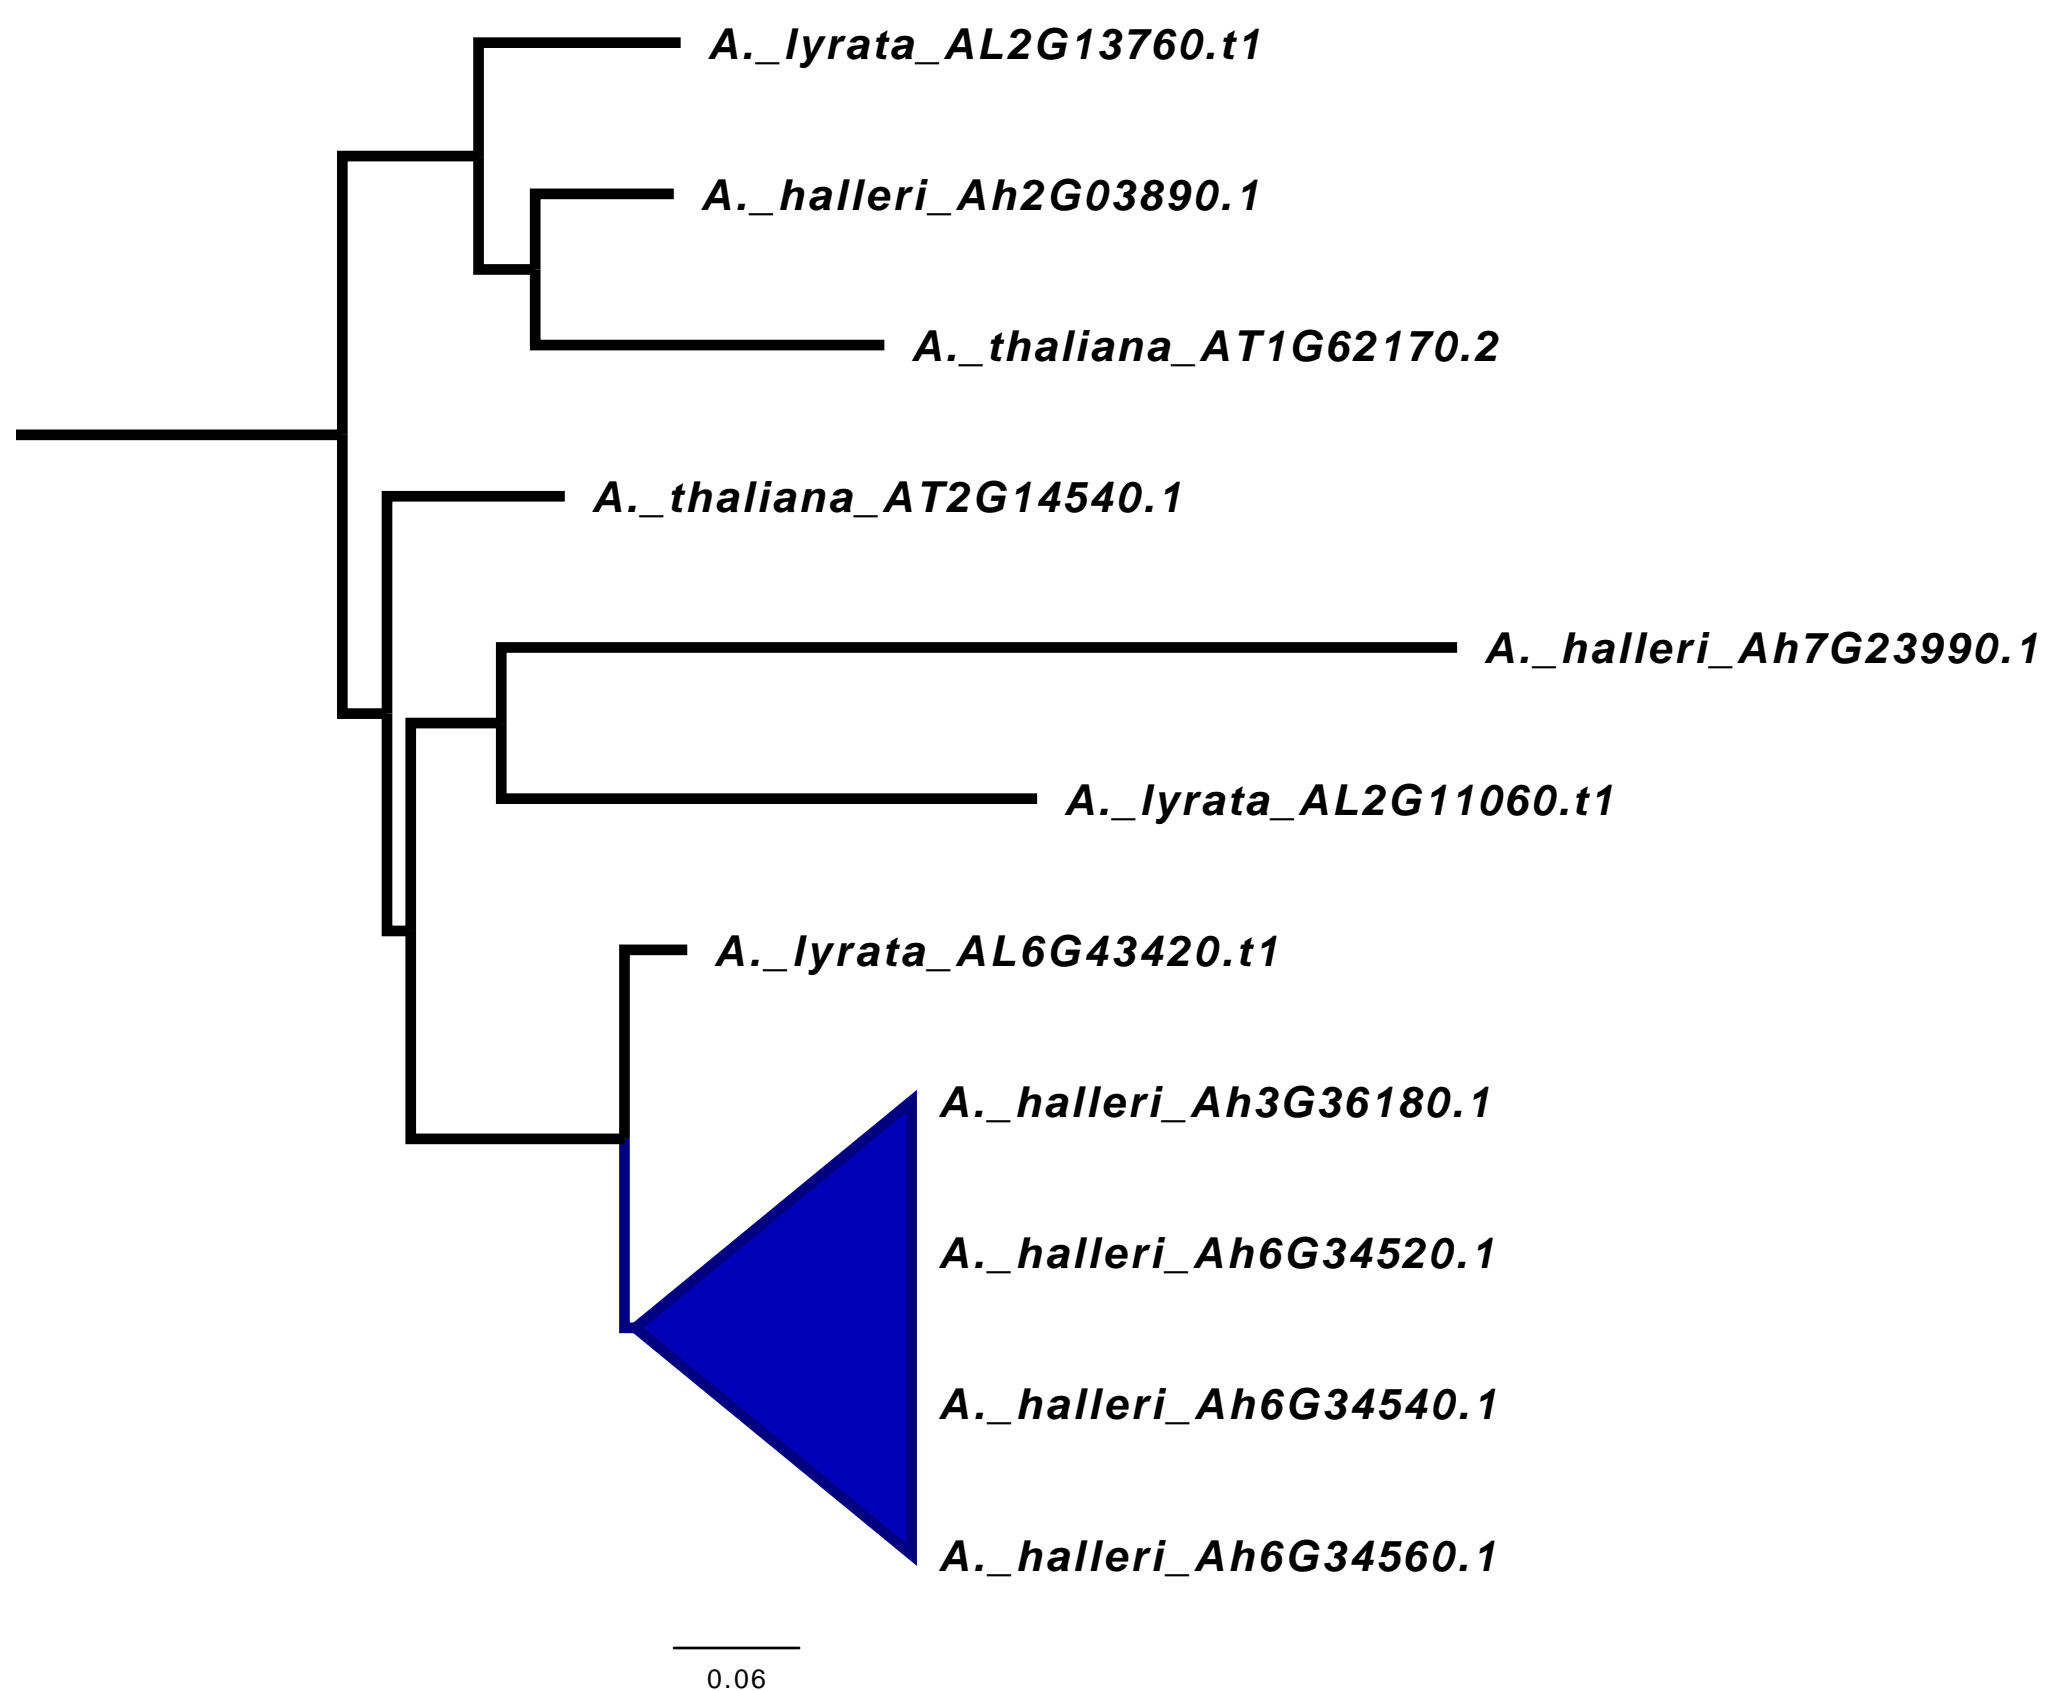 A._lyrata_AL2G13760.t1
A._halleri_Ah2G03890.1
A._thaliana_AT1G62170.2
A._thaliana_AT2G14540.1
A._halleri_Ah7G23990.1
A._lyrata_AL2G11060.t1
A._lyrata_AL6G43420.t1
A._halleri_Ah3G36180.1
A._halleri_Ah6G34520.1
A._halleri_Ah6G34540.1
A._halleri_Ah6G34560.1
0.06